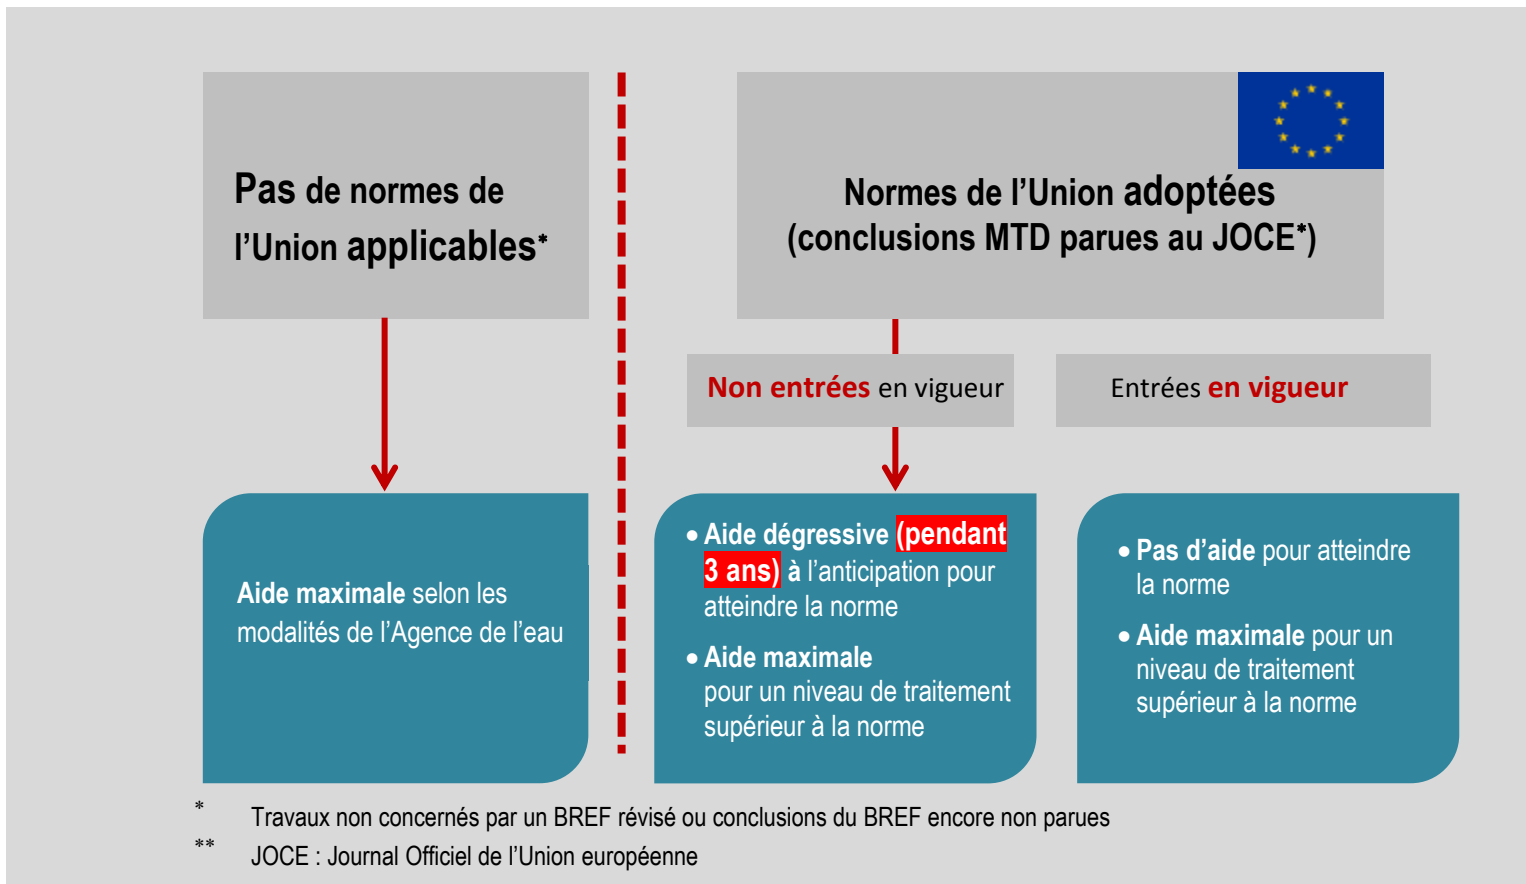 Pas de normes de
l’Union applicables*
Normes de l’Union adoptées
(conclusions MTD parues au JOCE*)
Non entrées en vigueur
Entrées en vigueur
Aide maximale selon les
modalités de l’Agence de l’eau
• Aide dégressive (pendant
3 ans) à l’anticipation pour
atteindre la norme
• Aide maximale
pour un niveau de traitement
supérieur à la norme
• Pas d’aide pour atteindre
la norme
• Aide maximale pour un
niveau de traitement
supérieur à la norme
* Travaux non concernés par un BREF révisé ou conclusions du BREF encore non parues
** JOCE : Journal Officiel de l’Union européenne